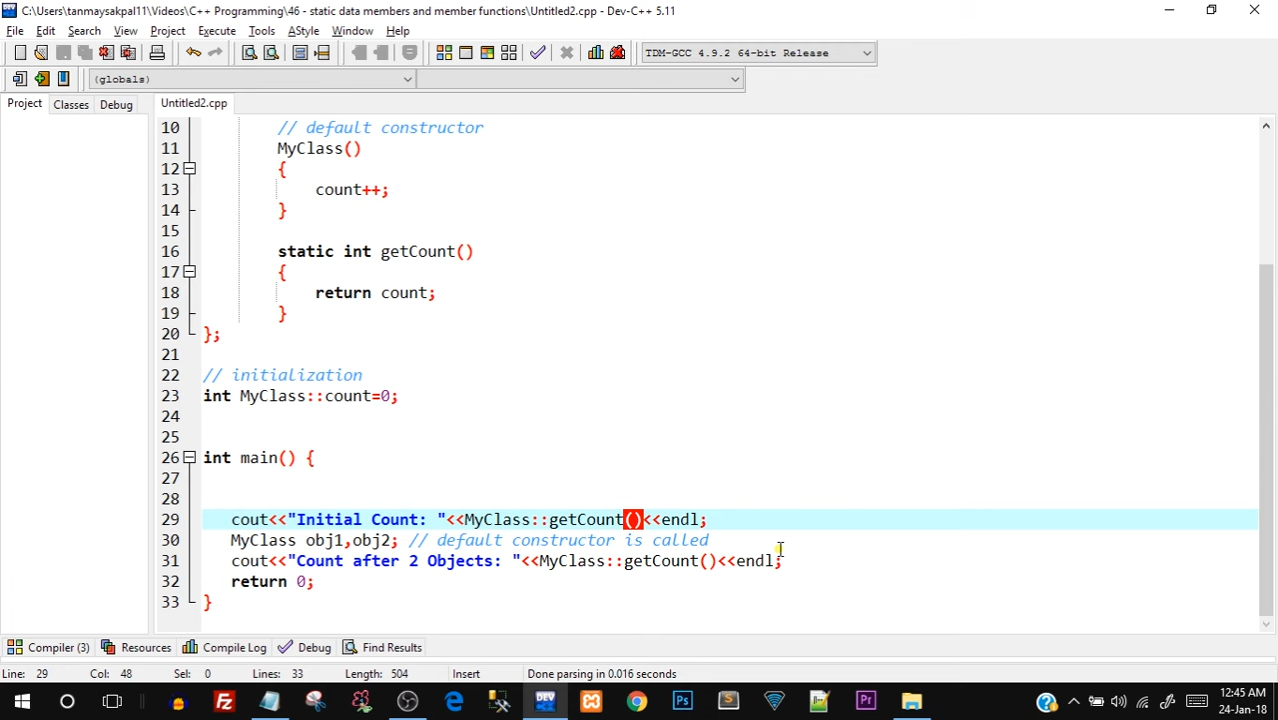 C:\Users\tanmaysakpal11\Videos\C++ Programming\46 - static data members and member functions\Untitled2.cpp - Dev-C++ 5.11
File Edit Search View Project Execute Tools AStyle Window Help
TDM-GCC 4.9.2 64-bit Release
(globals)
Project Classes Debug Untitled2.cpp
10 // default constructor
11 MyClass()
12 {
13 count++;
14 }
15
16 static int getCount()
17 {
18 return count;
19 }
20 };
21
22 // initialization
23 int MyClass::count=0;
24
25
26 int main() {
27
28
29 cout<<"Initial Count: "<<MyClass::getCount()<<endl;
30 MyClass obj1,obj2; // default constructor is called
31 cout<<"Count after 2 Objects: "<<MyClass::getCount()<<endl;
32 return 0;
33 }
Compiler (3) Resources Compile Log Debug Find Results
Line: 29 Col: 48 Sel: 0 Lines: 33 Length: 504 Insert Done parsing in 0.016 seconds
12:45 AM
24-Jan-18